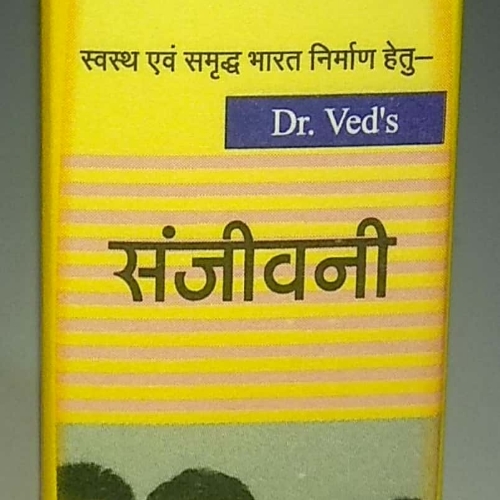 स्वस्थ एवं समृद्ध भारत निर्माण हेतु–
Dr. Ved's
संजीवनी